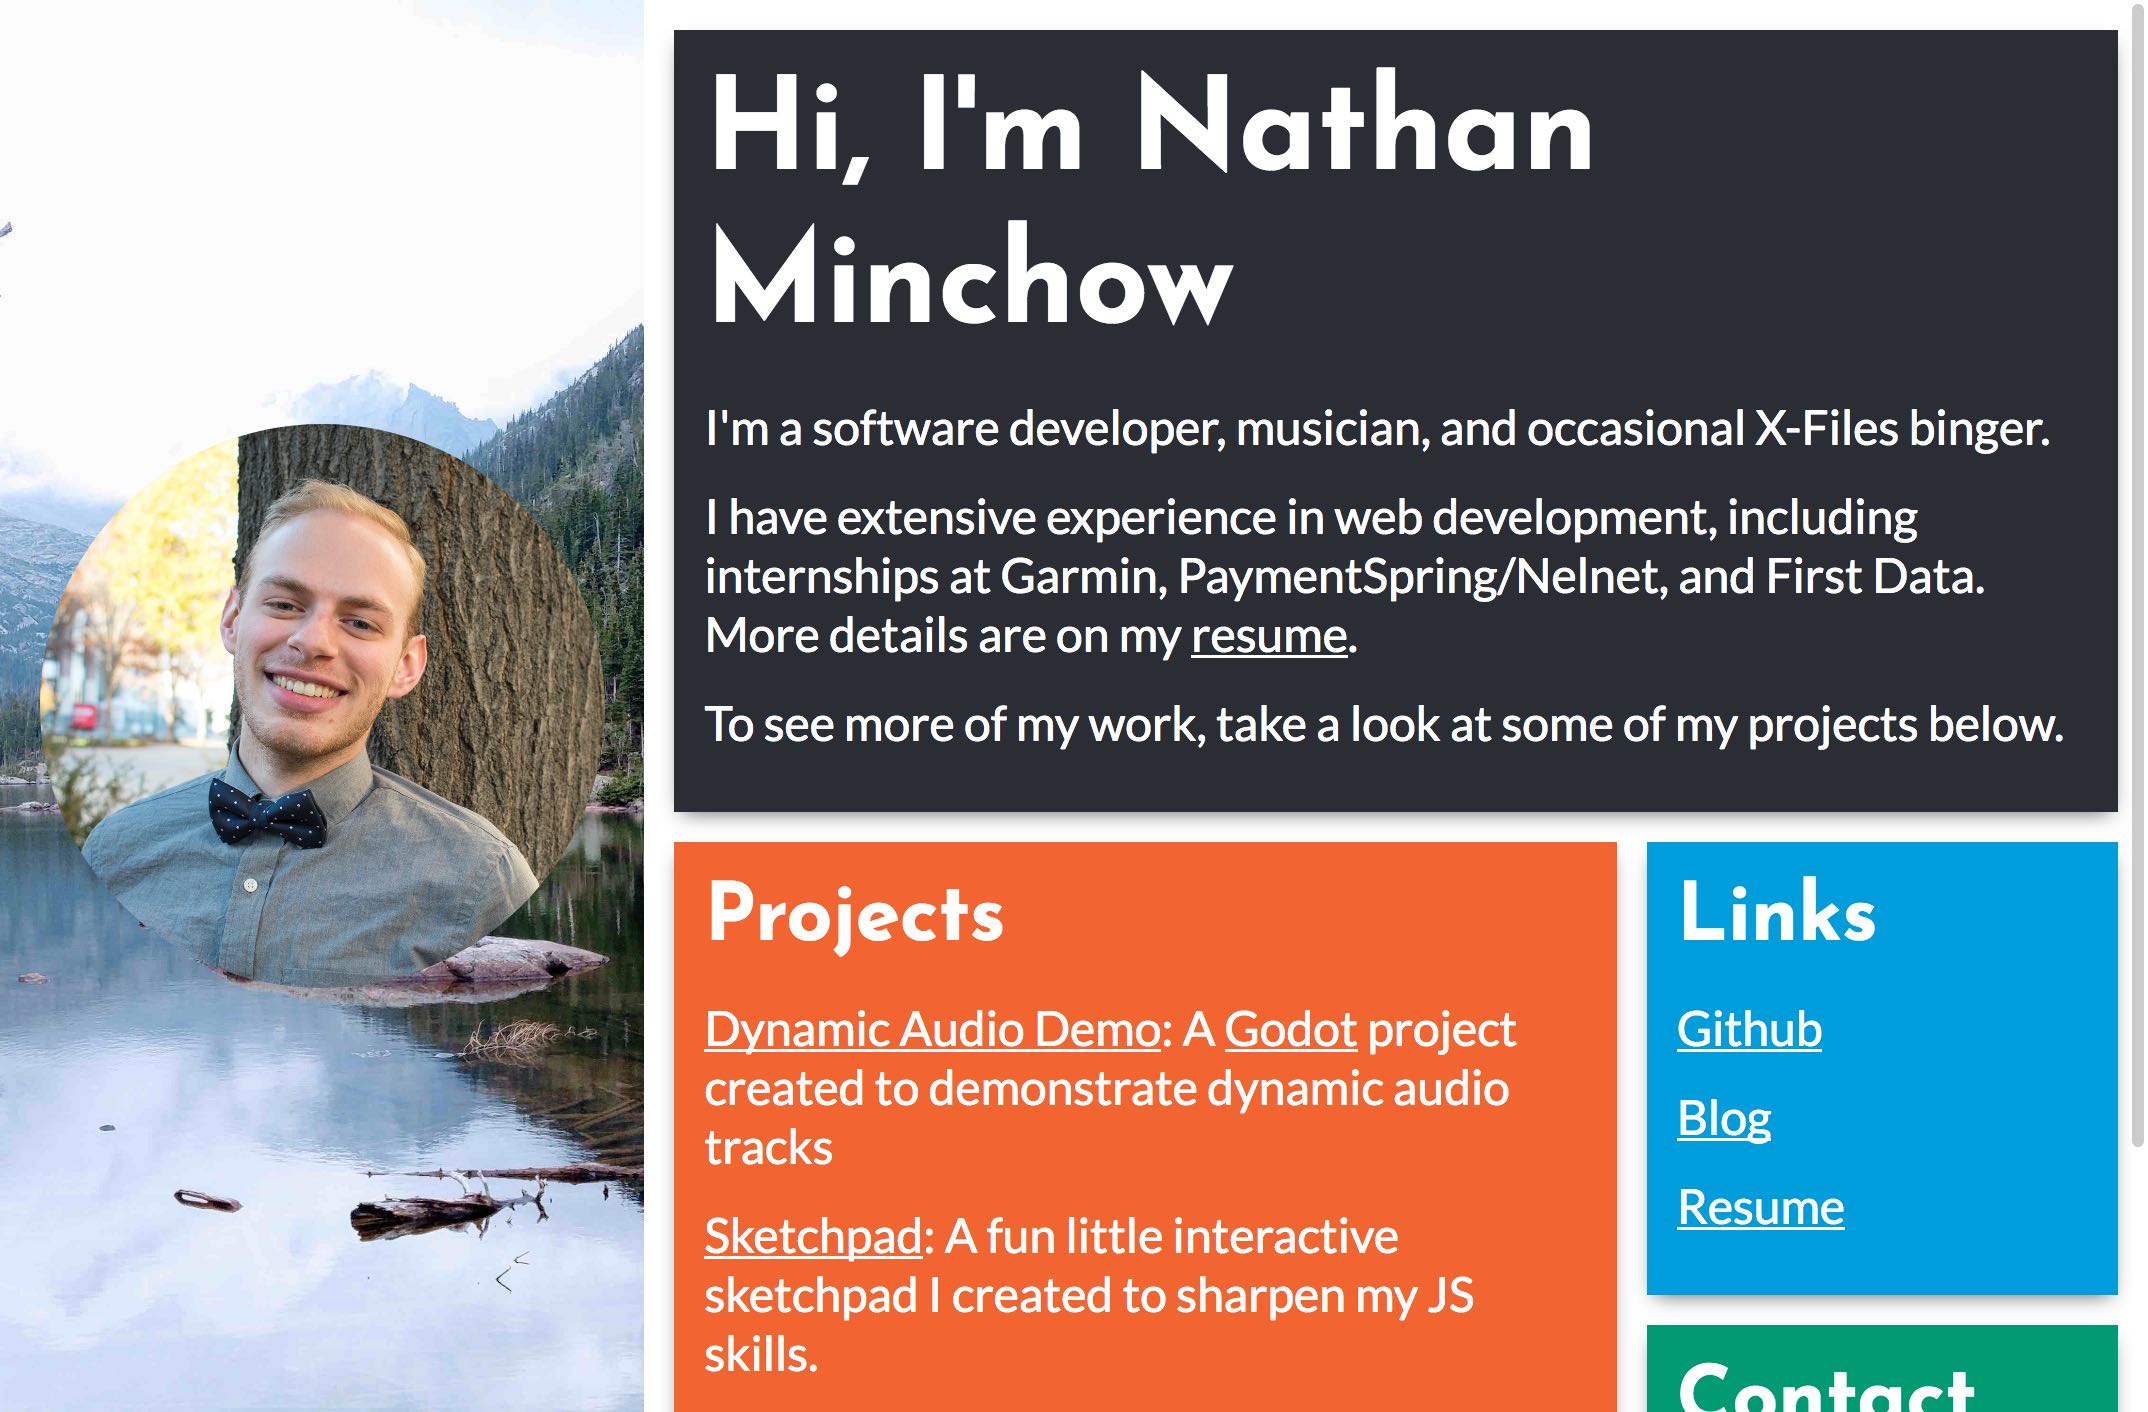 Hi, I'm Nathan
Minchow
I'm a software developer, musician, and occasional X-Files binger.
I have extensive experience in web development, including
internships at Garmin, PaymentSpring/Nelnet, and First Data.
More details are on my resume.
To see more of my work, take a look at some of my projects below.
Projects
Dynamic Audio Demo: A Godot project
created to demonstrate dynamic audio
tracks
Sketchpad: A fun little interactive
sketchpad I created to sharpen my JS
skills.
Links
Github
Blog
Resume
Contact